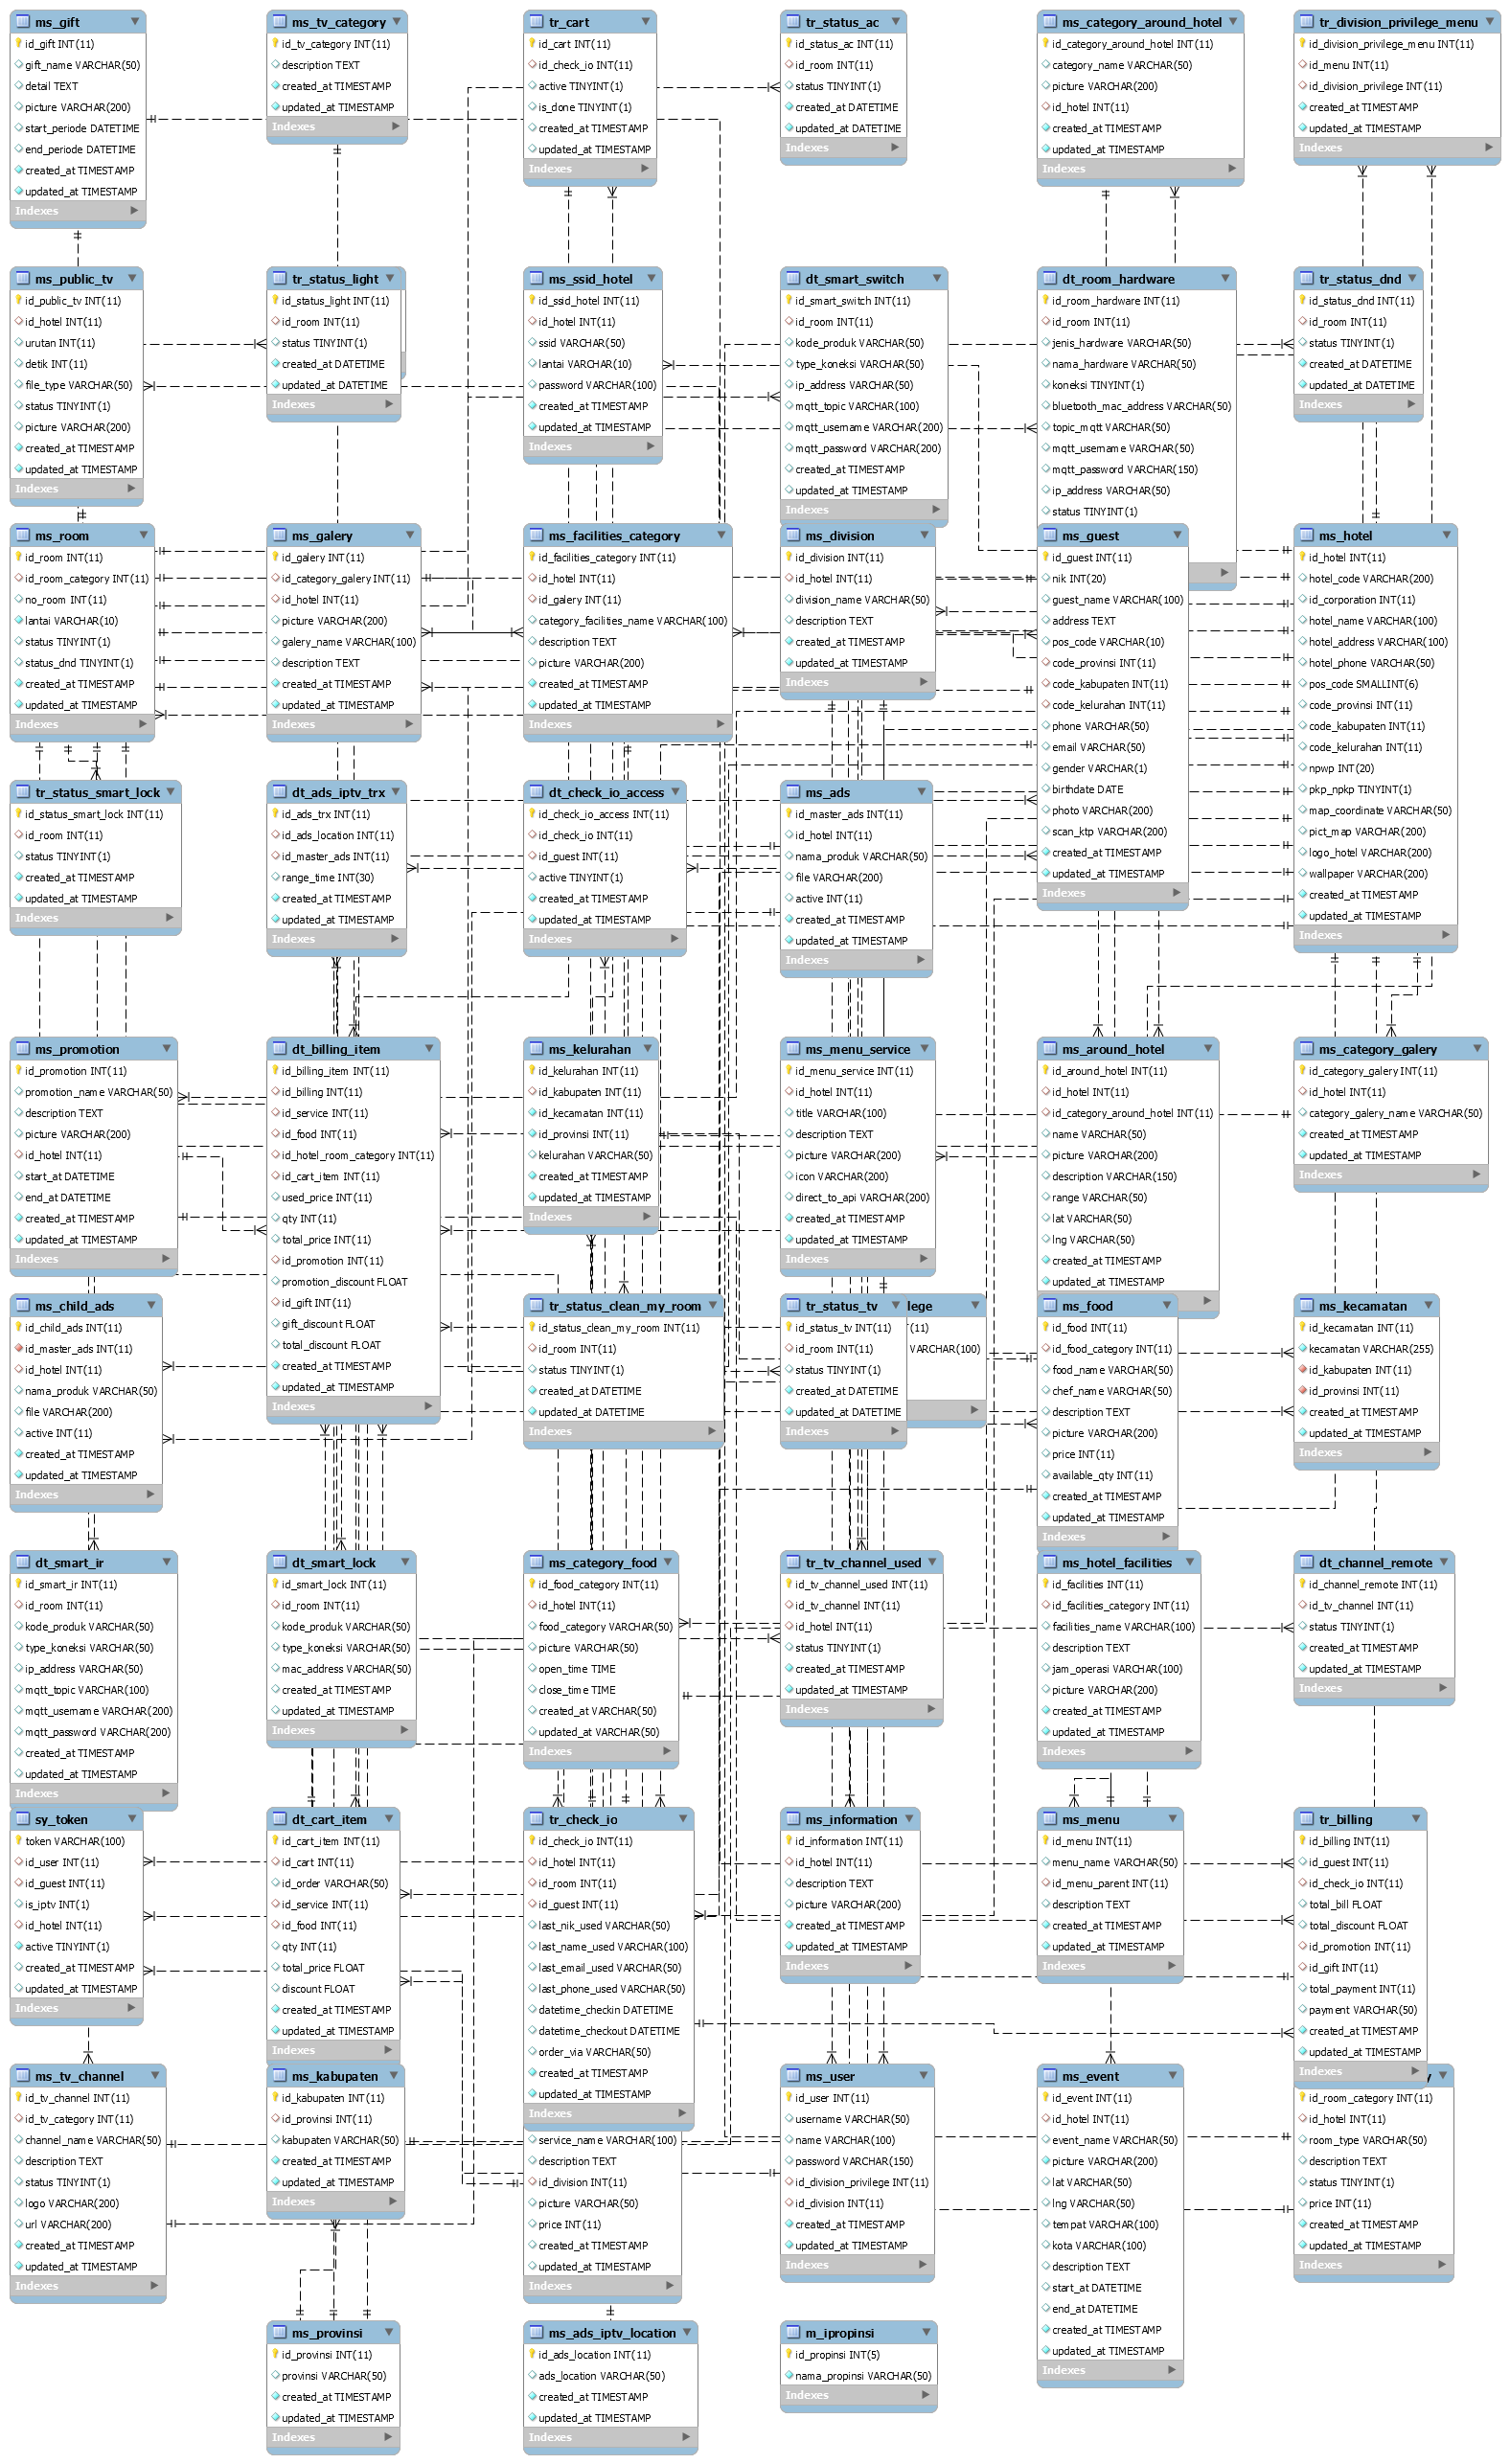 ms_gift
id_gift INT(11)
gift_name VARCHAR(50)
detail TEXT
picture VARCHAR(200)
start_periode DATETIME
end_periode DATETIME
created_at TIMESTAMP
updated_at TIMESTAMP
Indexes
ms_tv_category
id_tv_category INT(11)
description TEXT
created_at TIMESTAMP
updated_at TIMESTAMP
Indexes
tr_cart
id_cart INT(11)
id_check_io INT(11)
active TINYINT(1)
is_done TINYINT(1)
created_at TIMESTAMP
updated_at TIMESTAMP
Indexes
tr_status_ac
id_status_ac INT(11)
id_room INT(11)
status TINYINT(1)
created_at DATETIME
updated_at DATETIME
Indexes
ms_category_around_hotel
id_category_around_hotel INT(11)
category_name VARCHAR(50)
picture VARCHAR(200)
id_hotel INT(11)
created_at TIMESTAMP
updated_at TIMESTAMP
Indexes
tr_division_privilege_menu
id_division_privilege_menu INT(11)
id_menu INT(11)
id_division_privilege INT(11)
created_at TIMESTAMP
updated_at TIMESTAMP
Indexes
ms_public_tv
id_public_tv INT(11)
id_hotel INT(11)
urutan INT(11)
detik INT(11)
file_type VARCHAR(50)
status TINYINT(1)
picture VARCHAR(200)
created_at TIMESTAMP
updated_at TIMESTAMP
Indexes
tr_status_light
id_status_light INT(11)
id_room INT(11)
status TINYINT(1)
created_at DATETIME
updated_at DATETIME
Indexes
ms_ssid_hotel
id_ssid_hotel INT(11)
id_hotel INT(11)
ssid VARCHAR(50)
lantai VARCHAR(10)
password VARCHAR(100)
created_at TIMESTAMP
updated_at TIMESTAMP
Indexes
dt_smart_switch
id_smart_switch INT(11)
id_room INT(11)
kode_produk VARCHAR(50)
type_koneksi VARCHAR(50)
ip_address VARCHAR(50)
mqtt_topic VARCHAR(100)
mqtt_username VARCHAR(200)
mqtt_password VARCHAR(200)
created_at TIMESTAMP
updated_at TIMESTAMP
Indexes
dt_room_hardware
id_room_hardware INT(11)
id_room INT(11)
jenis_hardware VARCHAR(50)
nama_hardware VARCHAR(50)
koneksi TINYINT(1)
bluetooth_mac_address VARCHAR(50)
topic_mqtt VARCHAR(50)
mqtt_username VARCHAR(50)
mqtt_password VARCHAR(150)
ip_address VARCHAR(50)
status TINYINT(1)
tr_status_dnd
id_status_dnd INT(11)
id_room INT(11)
status TINYINT(1)
created_at DATETIME
updated_at DATETIME
Indexes
ms_room
id_room INT(11)
id_room_category INT(11)
no_room INT(11)
lantai VARCHAR(10)
status TINYINT(1)
status_dnd TINYINT(1)
created_at TIMESTAMP
updated_at TIMESTAMP
Indexes
ms_galery
id_galery INT(11)
id_category_galery INT(11)
id_hotel INT(11)
picture VARCHAR(200)
galery_name VARCHAR(100)
description TEXT
created_at TIMESTAMP
updated_at TIMESTAMP
Indexes
ms_facilities_category
id_facilities_category INT(11)
id_hotel INT(11)
id_galery INT(11)
category_facilities_name VARCHAR(100)
description TEXT
picture VARCHAR(200)
created_at TIMESTAMP
updated_at TIMESTAMP
Indexes
ms_division
id_division INT(11)
id_hotel INT(11)
division_name VARCHAR(50)
description TEXT
created_at TIMESTAMP
updated_at TIMESTAMP
Indexes
ms_guest
id_guest INT(11)
nik INT(20)
guest_name VARCHAR(100)
address TEXT
pos_code VARCHAR(10)
code_provinsi INT(11)
code_kabupaten INT(11)
code_kelurahan INT(11)
phone VARCHAR(50)
email VARCHAR(50)
gender VARCHAR(1)
birthdate DATE
photo VARCHAR(200)
scan_ktp VARCHAR(200)
created_at TIMESTAMP
updated_at TIMESTAMP
Indexes
ms_hotel
id_hotel INT(11)
hotel_code VARCHAR(200)
id_corporation INT(11)
hotel_name VARCHAR(100)
hotel_address VARCHAR(100)
hotel_phone VARCHAR(50)
pos_code SMALLINT(6)
code_provinsi INT(11)
code_kabupaten INT(11)
code_kelurahan INT(11)
npwp INT(20)
pkp_npkp TINYINT(1)
map_coordinate VARCHAR(50)
pict_map VARCHAR(200)
logo_hotel VARCHAR(200)
wallpaper VARCHAR(200)
created_at TIMESTAMP
updated_at TIMESTAMP
Indexes
tr_status_smart_lock
id_status_smart_lock INT(11)
id_room INT(11)
status TINYINT(1)
created_at TIMESTAMP
updated_at TIMESTAMP
Indexes
dt_ads_iptv_trx
id_ads_trx INT(11)
id_ads_location INT(11)
id_master_ads INT(11)
range_time INT(30)
created_at TIMESTAMP
updated_at TIMESTAMP
Indexes
dt_check_io_access
id_check_io_access INT(11)
id_check_io INT(11)
id_guest INT(11)
active TINYINT(1)
created_at TIMESTAMP
updated_at TIMESTAMP
Indexes
ms_ads
id_master_ads INT(11)
id_hotel INT(11)
nama_produk VARCHAR(50)
file VARCHAR(200)
active INT(11)
created_at TIMESTAMP
updated_at TIMESTAMP
Indexes
ms_promotion
id_promotion INT(11)
promotion_name VARCHAR(50)
description TEXT
picture VARCHAR(200)
id_hotel INT(11)
start_at DATETIME
end_at DATETIME
created_at TIMESTAMP
updated_at TIMESTAMP
Indexes
dt_billing_item
id_billing_item INT(11)
id_billing INT(11)
id_service INT(11)
id_food INT(11)
id_hotel_room_category INT(11)
id_cart_item INT(11)
used_price INT(11)
qty INT(11)
total_price INT(11)
id_promotion INT(11)
promotion_discount FLOAT
id_gift INT(11)
gift_discount FLOAT
total_discount FLOAT
created_at TIMESTAMP
updated_at TIMESTAMP
Indexes
ms_kelurahan
id_kelurahan INT(11)
id_kabupaten INT(11)
id_kecamatan INT(11)
id_provinsi INT(11)
kelurahan VARCHAR(50)
created_at TIMESTAMP
updated_at TIMESTAMP
Indexes
ms_menu_service
id_menu_service INT(11)
id_hotel INT(11)
title VARCHAR(100)
description TEXT
picture VARCHAR(200)
icon VARCHAR(200)
direct_to_api VARCHAR(200)
created_at TIMESTAMP
updated_at TIMESTAMP
Indexes
ms_around_hotel
id_around_hotel INT(11)
id_hotel INT(11)
id_category_around_hotel INT(11)
name VARCHAR(50)
picture VARCHAR(200)
description VARCHAR(150)
range VARCHAR(50)
lat VARCHAR(50)
lng VARCHAR(50)
created_at TIMESTAMP
updated_at TIMESTAMP
ms_category_galery
id_category_galery INT(11)
id_hotel INT(11)
category_galery_name VARCHAR(50)
created_at TIMESTAMP
updated_at TIMESTAMP
Indexes
ms_child_ads
id_child_ads INT(11)
id_master_ads INT(11)
id_hotel INT(11)
nama_produk VARCHAR(50)
file VARCHAR(200)
active INT(11)
created_at TIMESTAMP
updated_at TIMESTAMP
Indexes
tr_status_clean_my_room
id_status_clean_my_room INT(11)
id_room INT(11)
status TINYINT(1)
created_at DATETIME
updated_at DATETIME
Indexes
tr_status_tv
id_status_tv INT(11)
id_room INT(11)
status TINYINT(1)
created_at DATETIME
updated_at DATETIME
Indexes
lege
(11)
VARCHAR(100)
ms_food
id_food INT(11)
id_food_category INT(11)
food_name VARCHAR(50)
chef_name VARCHAR(50)
description TEXT
picture VARCHAR(200)
price INT(11)
available_qty INT(11)
created_at TIMESTAMP
updated_at TIMESTAMP
Indexes
ms_kecamatan
id_kecamatan INT(11)
kecamatan VARCHAR(255)
id_kabupaten INT(11)
id_provinsi INT(11)
created_at TIMESTAMP
updated_at TIMESTAMP
Indexes
dt_smart_ir
id_smart_ir INT(11)
id_room INT(11)
kode_produk VARCHAR(50)
type_koneksi VARCHAR(50)
ip_address VARCHAR(50)
mqtt_topic VARCHAR(100)
mqtt_username VARCHAR(200)
mqtt_password VARCHAR(200)
created_at TIMESTAMP
updated_at TIMESTAMP
Indexes
dt_smart_lock
id_smart_lock INT(11)
id_room INT(11)
kode_produk VARCHAR(50)
type_koneksi VARCHAR(50)
mac_address VARCHAR(50)
created_at TIMESTAMP
updated_at TIMESTAMP
Indexes
ms_category_food
id_food_category INT(11)
id_hotel INT(11)
food_category VARCHAR(50)
picture VARCHAR(50)
open_time TIME
close_time TIME
created_at VARCHAR(50)
updated_at VARCHAR(50)
Indexes
tr_tv_channel_used
id_tv_channel_used INT(11)
id_tv_channel INT(11)
id_hotel INT(11)
status TINYINT(1)
created_at TIMESTAMP
updated_at TIMESTAMP
Indexes
ms_hotel_facilities
id_facilities INT(11)
id_facilities_category INT(11)
facilities_name VARCHAR(100)
description TEXT
jam_operasi VARCHAR(100)
picture VARCHAR(200)
created_at TIMESTAMP
updated_at TIMESTAMP
Indexes
dt_channel_remote
id_channel_remote INT(11)
id_tv_channel INT(11)
status TINYINT(1)
created_at TIMESTAMP
updated_at TIMESTAMP
Indexes
sy_token
token VARCHAR(100)
id_user INT(11)
id_guest INT(11)
is_iptv INT(1)
id_hotel INT(11)
active TINYINT(1)
created_at TIMESTAMP
updated_at TIMESTAMP
Indexes
dt_cart_item
id_cart_item INT(11)
id_cart INT(11)
id_order VARCHAR(50)
id_service INT(11)
id_food INT(11)
qty INT(11)
total_price FLOAT
discount FLOAT
created_at TIMESTAMP
updated_at TIMESTAMP
Indexes
tr_check_io
id_check_io INT(11)
id_hotel INT(11)
id_room INT(11)
id_guest INT(11)
last_nik_used VARCHAR(50)
last_name_used VARCHAR(100)
last_email_used VARCHAR(50)
last_phone_used VARCHAR(50)
datetime_checkin DATETIME
datetime_checkout DATETIME
order_via VARCHAR(50)
created_at TIMESTAMP
updated_at TIMESTAMP
Indexes
ms_information
id_information INT(11)
id_hotel INT(11)
description TEXT
picture VARCHAR(200)
created_at TIMESTAMP
updated_at TIMESTAMP
Indexes
ms_menu
id_menu INT(11)
menu_name VARCHAR(50)
id_menu_parent INT(11)
description TEXT
created_at TIMESTAMP
updated_at TIMESTAMP
Indexes
tr_billing
id_billing INT(11)
id_guest INT(11)
id_check_io INT(11)
total_bill FLOAT
total_discount FLOAT
id_promotion INT(11)
id_gift INT(11)
total_payment INT(11)
payment VARCHAR(50)
created_at TIMESTAMP
updated_at TIMESTAMP
Indexes
ms_tv_channel
id_tv_channel INT(11)
id_tv_category INT(11)
channel_name VARCHAR(50)
description TEXT
status TINYINT(1)
logo VARCHAR(200)
url VARCHAR(200)
created_at TIMESTAMP
updated_at TIMESTAMP
Indexes
ms_kabupaten
id_kabupaten INT(11)
id_provinsi INT(11)
kabupaten VARCHAR(50)
created_at TIMESTAMP
updated_at TIMESTAMP
Indexes
service_name VARCHAR(100)
description TEXT
id_division INT(11)
picture VARCHAR(50)
price INT(11)
created_at TIMESTAMP
updated_at TIMESTAMP
Indexes
ms_user
id_user INT(11)
username VARCHAR(50)
name VARCHAR(100)
password VARCHAR(150)
id_division_privilege INT(11)
id_division INT(11)
created_at TIMESTAMP
updated_at TIMESTAMP
Indexes
ms_event
id_event INT(11)
id_hotel INT(11)
event_name VARCHAR(50)
picture VARCHAR(200)
lat VARCHAR(50)
lng VARCHAR(50)
tempat VARCHAR(100)
kota VARCHAR(100)
description TEXT
start_at DATETIME
end_at DATETIME
created_at TIMESTAMP
updated_at TIMESTAMP
Indexes
y
id_room_category INT(11)
id_hotel INT(11)
room_type VARCHAR(50)
description TEXT
status TINYINT(1)
price INT(11)
created_at TIMESTAMP
updated_at TIMESTAMP
Indexes
ms_provinsi
id_provinsi INT(11)
provinsi VARCHAR(50)
created_at TIMESTAMP
updated_at TIMESTAMP
Indexes
ms_ads_iptv_location
id_ads_location INT(11)
ads_location VARCHAR(50)
created_at TIMESTAMP
updated_at TIMESTAMP
Indexes
m_ipropinsi
id_propinsi INT(5)
nama_propinsi VARCHAR(50)
Indexes